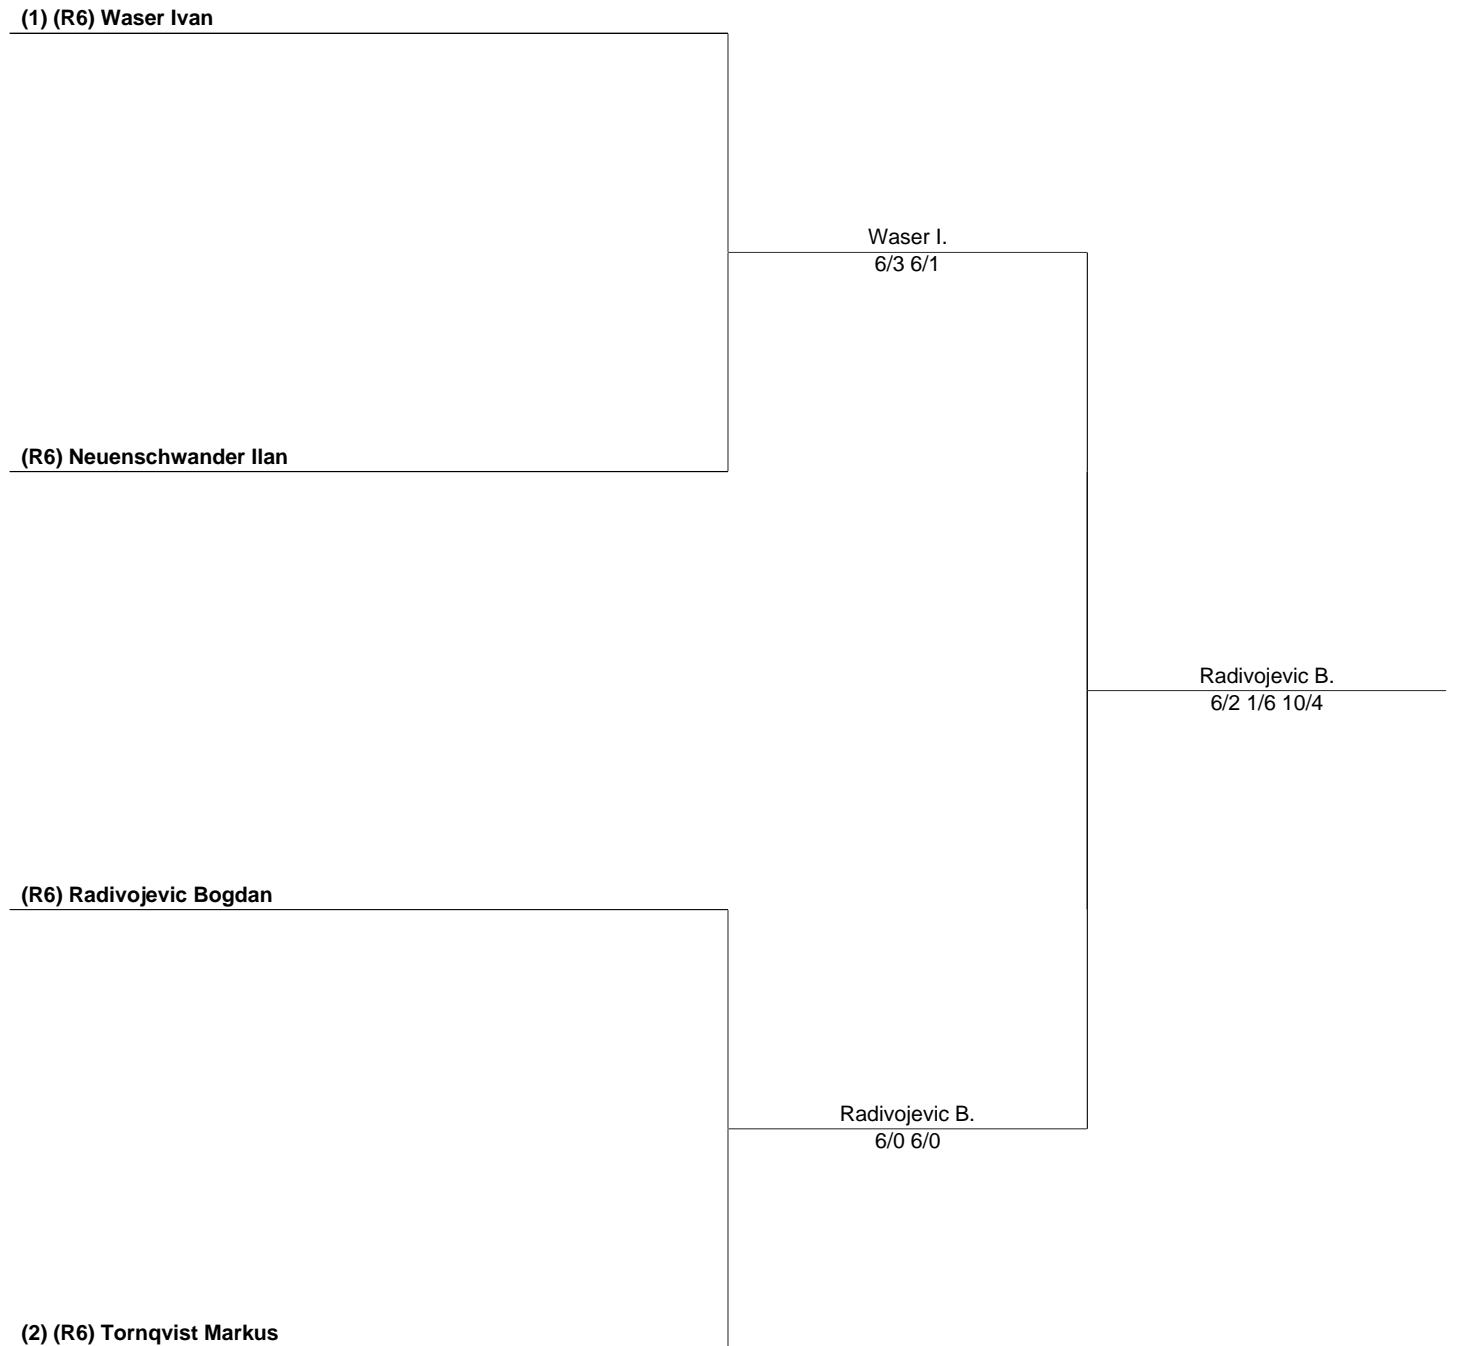 (1) (R6) Waser Ivan
Waser I.
6/3 6/1
(R6) Neuenschwander Ilan
Radivojevic B.
6/2 1/6 10/4
(R6) Radivojevic Bogdan
Radivojevic B.
6/0 6/0
(2) (R6) Tornqvist Markus